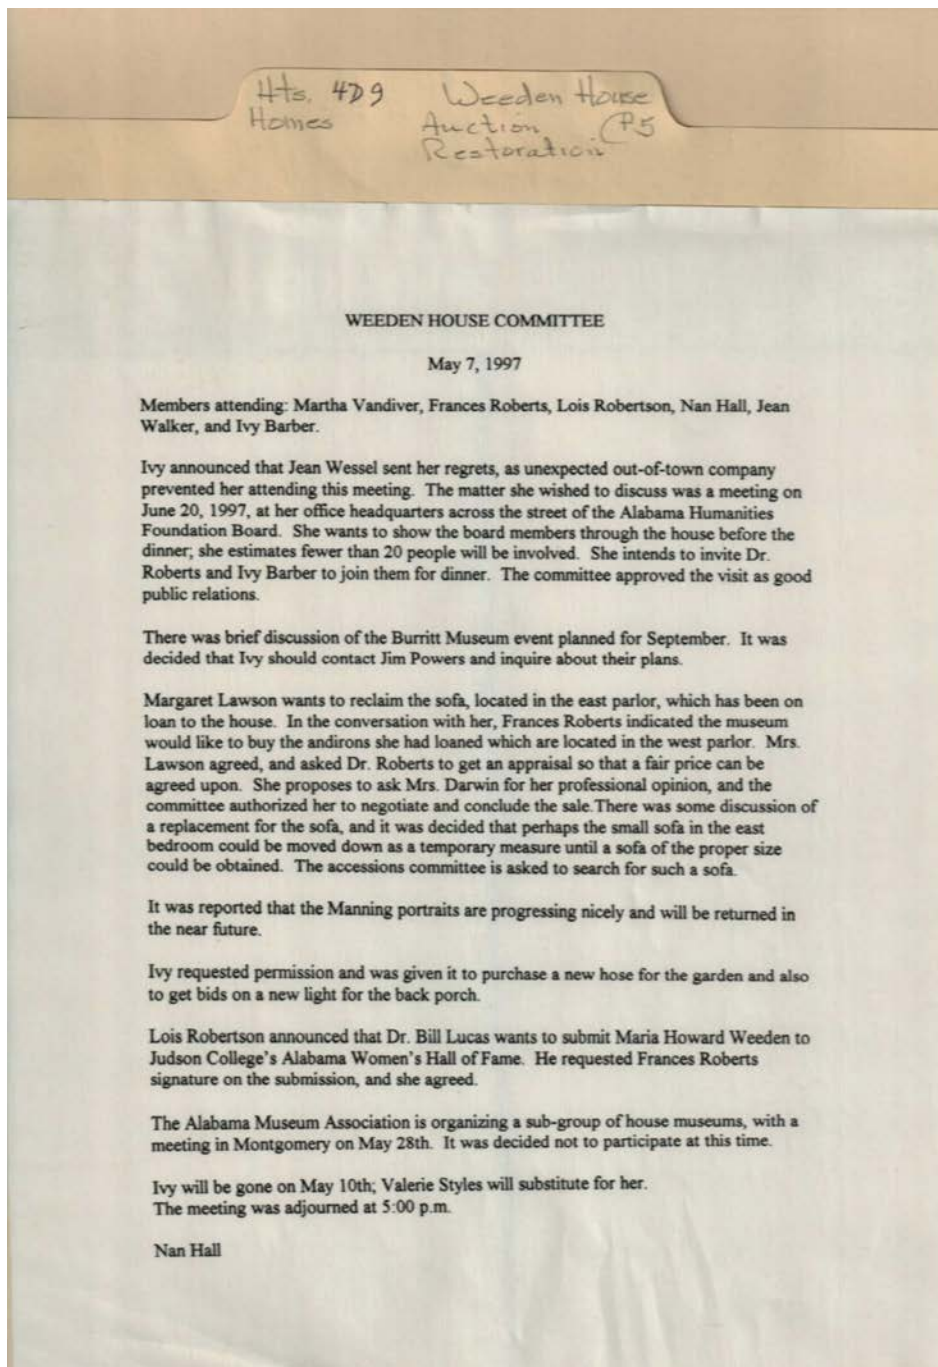 Hts. 4D9 Weeden House
Homes Auction P5
Restoration
WEEDEN HOUSE COMMITTEE
May 7, 1997
Members attending: Martha Vandiver, Frances Roberts, Lois Robertson, Nan Hall, Jean
Walker, and Ivy Barber.
Ivy announced that Jean Wessel sent her regrets, as unexpected out-of-town company
prevented her attending this meeting. The matter she wished to discuss was a meeting on
June 20, 1997, at her office headquarters across the street of the Alabama Humanities
Foundation Board. She wants to show the board members through the house before the
dinner; she estimates fewer than 20 people will be involved. She intends to invite Dr.
Roberts and Ivy Barber to join them for dinner. The committee approved the visit as good
public relations.
There was brief discussion of the Burritt Museum event planned for September. It was
decided that Ivy should contact Jim Powers and inquire about their plans.
Margaret Lawson wants to reclaim the sofa, located in the east parlor, which has been on
loan to the house. In the conversation with her, Frances Roberts indicated the museum
would like to buy the andirons she had loaned which are located in the west parlor. Mrs.
Lawson agreed, and asked Dr. Roberts to get an appraisal so that a fair price can be
agreed upon. She proposes to ask Mrs. Darwin for her professional opinion, and the
committee authorized her to negotiate and conclude the sale.There was some discussion of
a replacement for the sofa, and it was decided that perhaps the small sofa in the east
bedroom could be moved down as a temporary measure until a sofa of the proper size
could be obtained. The accessions committee is asked to search for such a sofa.
It was reported that the Manning portraits are progressing nicely and will be returned in
the near future.
Ivy requested permission and was given it to purchase a new hose for the garden and also
to get bids on a new light for the back porch.
Lois Robertson announced that Dr. Bill Lucas wants to submit Maria Howard Weeden to
Judson College's Alabama Women's Hall of Fame. He requested Frances Roberts
signature on the submission, and she agreed.
The Alabama Museum Association is organizing a sub-group of house museums, with a
meeting in Montgomery on May 28th. It was decided not to participate at this time.
Ivy will be gone on May 10th; Valerie Styles will substitute for her.
The meeting was adjourned at 5:00 p.m.
Nan Hall